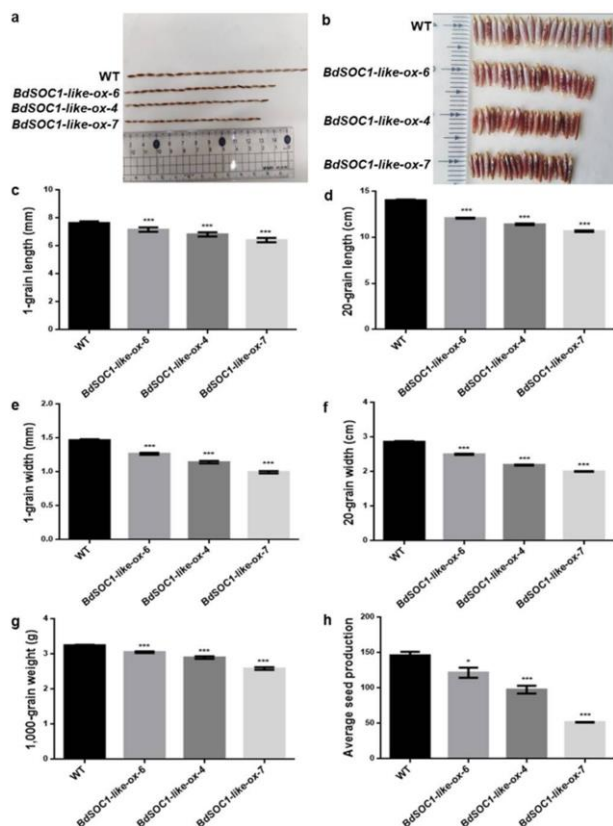 a
WT
BdSOC1-like-ox-6
BdSOC1-like-ox-4
BdSOC1-like-ox-7
b
WT
BdSOC1-like-ox-6
BdSOC1-like-ox-4
BdSOC1-like-ox-7
c
1-grain length (mm)
8
6
4
2
0
***
***
***
WT
BdSOC1-like-ox-6
BdSOC1-like-ox-4
BdSOC1-like-ox-7
d
20-grain length (cm)
15
10
5
0
***
***
***
WT
BdSOC1-like-ox-6
BdSOC1-like-ox-4
BdSOC1-like-ox-7
e
1-grain width (mm)
2.0
1.5
1.0
0.5
0.0
***
***
***
WT
BdSOC1-like-ox-6
BdSOC1-like-ox-4
BdSOC1-like-ox-7
f
20-grain width (cm)
4
3
2
1
0
***
***
***
WT
BdSOC1-like-ox-6
BdSOC1-like-ox-4
BdSOC1-like-ox-7
g
1,000-grain weight (g)
4
3
2
1
0
***
***
***
WT
BdSOC1-like-ox-6
BdSOC1-like-ox-4
BdSOC1-like-ox-7
h
Average seed production
200
150
100
50
0
*
***
***
WT
BdSOC1-like-ox-6
BdSOC1-like-ox-4
BdSOC1-like-ox-7